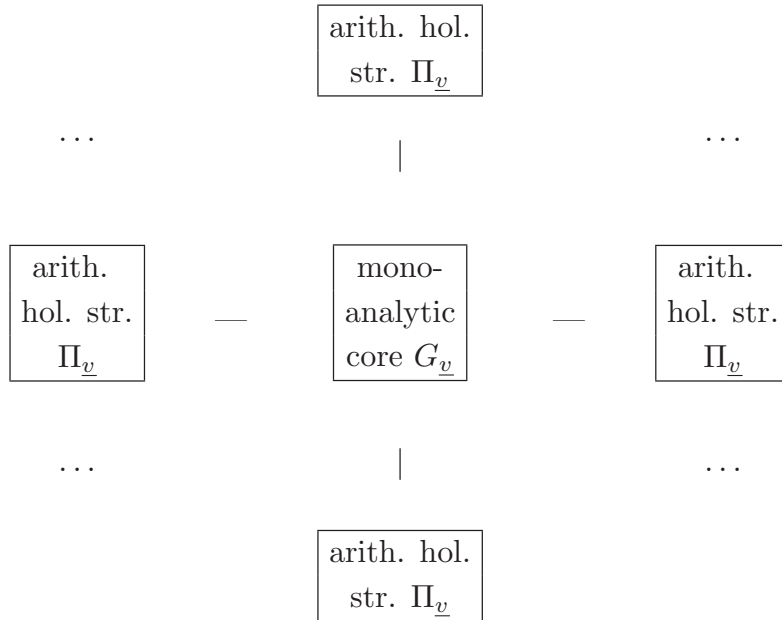 arith. hol.
str. Π_v
...
|
...
arith.
hol. str.
Π_v
—
mono-
analytic
core G_v
—
arith.
hol. str.
Π_v
...
|
...
arith. hol.
str. Π_v